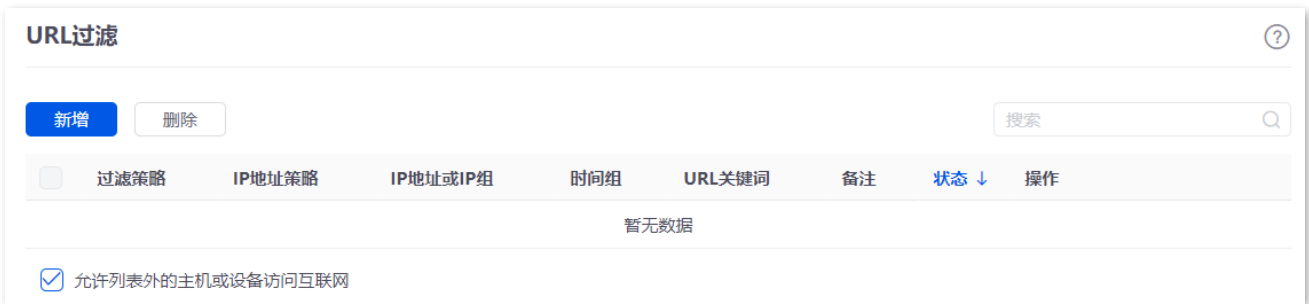 URL过滤
?
新增 删除 搜索
过滤策略 IP地址策略 IP地址或IP组 时间组 URL关键词 备注 状态 ↓ 操作
暂无数据
允许列表外的主机或设备访问互联网